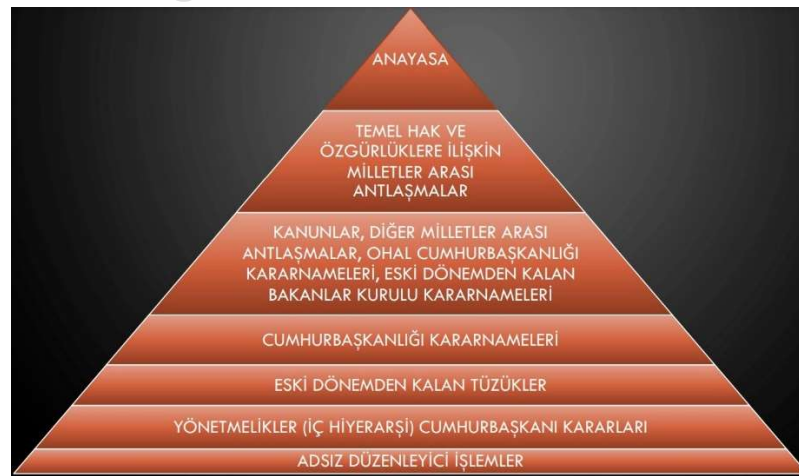 ANAYASA
TEMEL HAK VE
ÖZGÜRLÜKLERE İLİŞKİN
MİLLETLER ARASI
ANTLAŞMALAR
KANUNLAR, DİĞER MİLLETLER ARASI
ANTLAŞMALAR, OHAL CUMHURBAŞKANLIĞI
KARARNAMELERİ, ESKİ DÖNEMDEN KALAN
BAKANLAR KURULU KARARNAMELERİ
CUMHURBAŞKANLIĞI KARARNAMELERİ
ESKİ DÖNEMDEN KALAN TÜZÜKLER
YÖNETMELİKLER (İÇ HİYERARŞİ) CUMHURBAŞKANI KARARLARI
ADSIZ DÜZENLEYİCİ İŞLEMLER